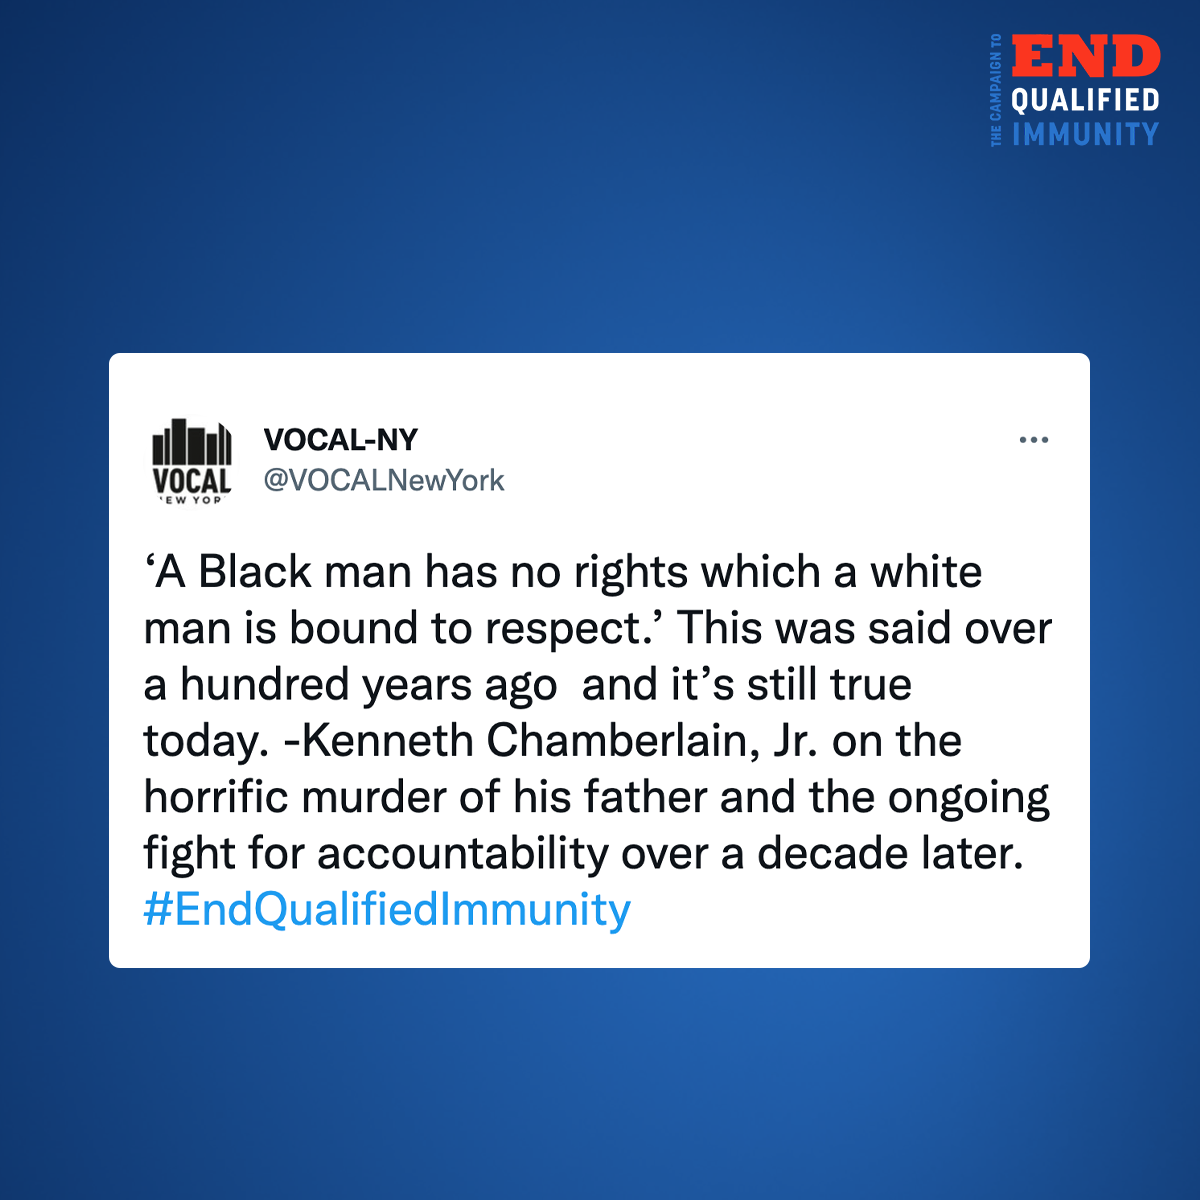 THE CAMPAIGN TO
END
QUALIFIED
IMMUNITY
VOCAL
NEW YOR
VOCAL-NY
@VOCALNewYork
‘A Black man has no rights which a white
man is bound to respect.’ This was said over
a hundred years ago  and it’s still true
today. -Kenneth Chamberlain, Jr. on the
horrific murder of his father and the ongoing
fight for accountability over a decade later.
#EndQualifiedImmunity